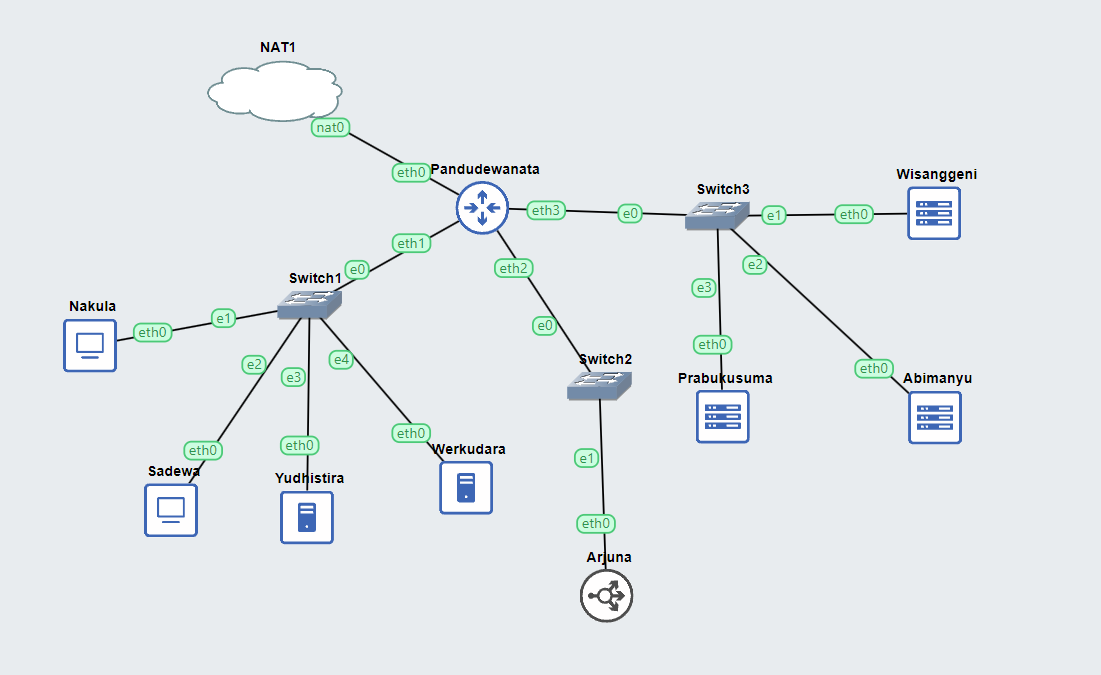 NAT1
nat0
eth0
Pandudewanata
Wisanggeni
Switch3
eth3
e0
e1
eth0
eth1
e0
eth2
e2
Switch1
e3
Nakula
e1
eth0
e0
eth0
Switch2
e4
e2
e3
eth0
Prabukusuma
eth0
Abimanyu
eth0
eth0
eth0
Werkudara
e1
Sadewa
Yudhistira
eth0
Arjuna